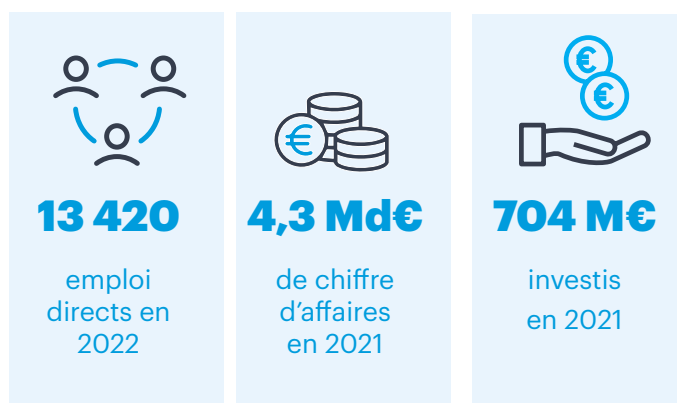 13 420
emploi
directs en
2022
4,3 Md€
de chiffre
d’affaires
en 2021
704 M€
investis
en 2021